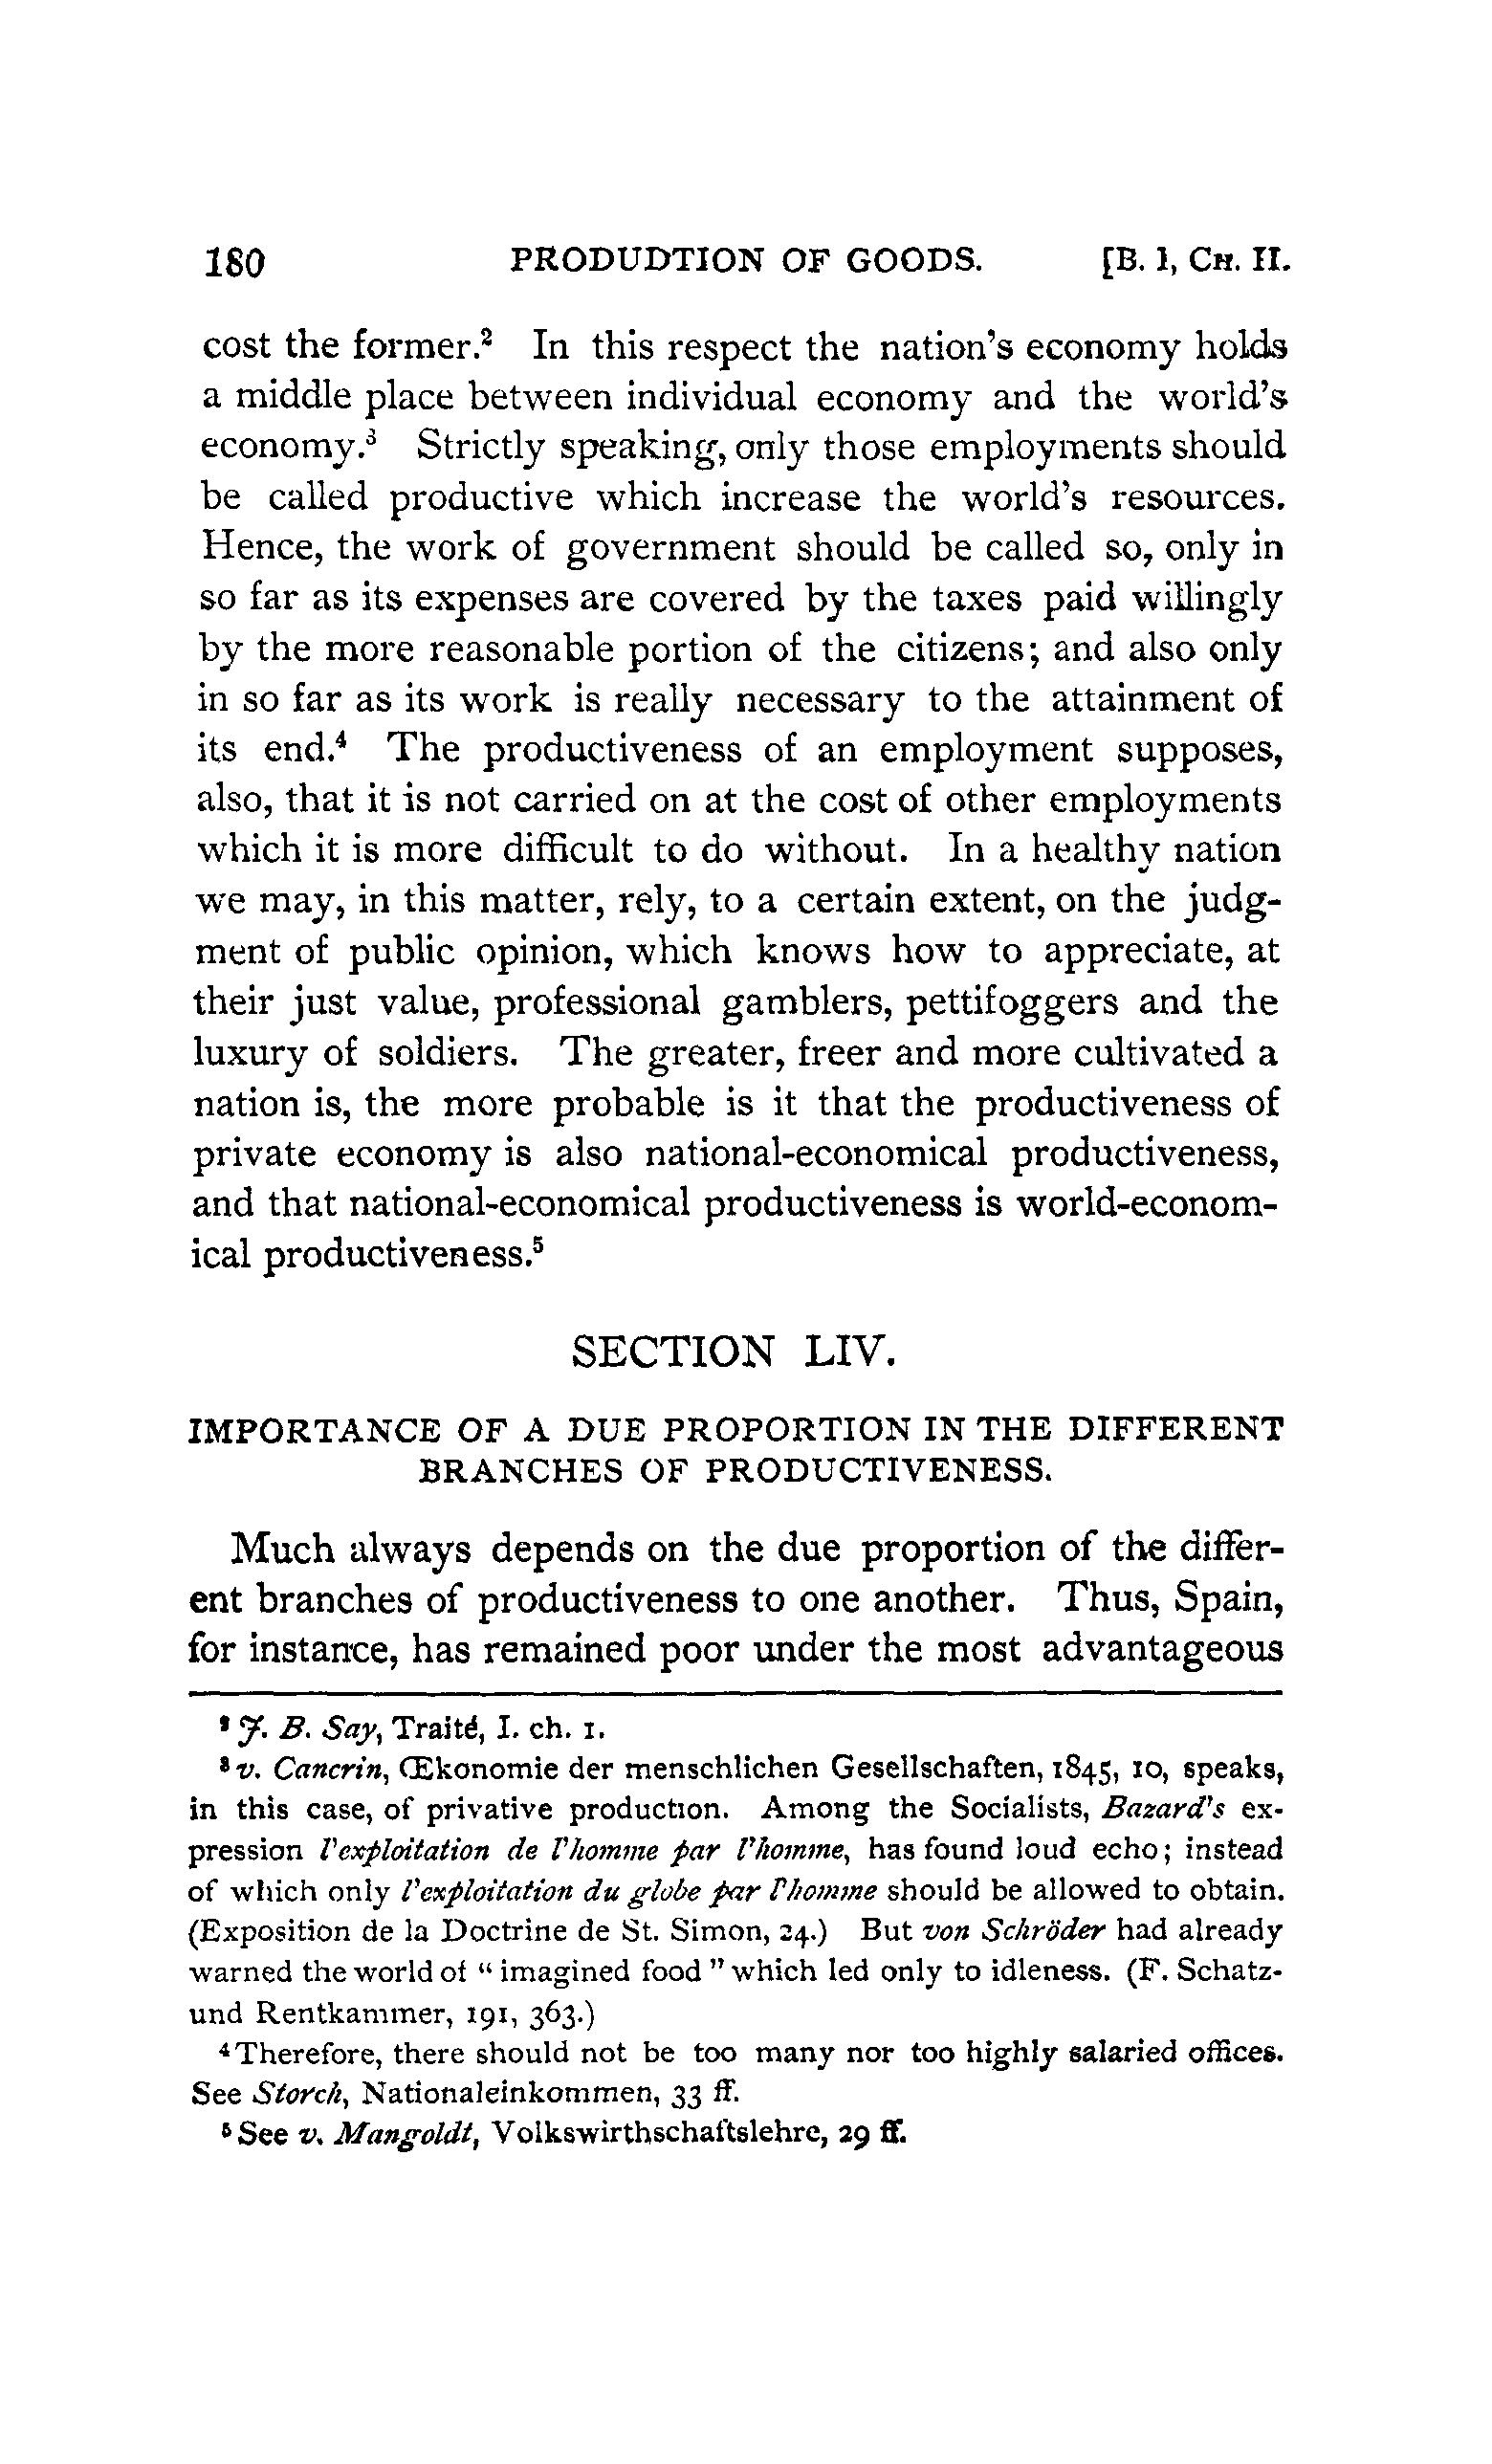 180 PRODUDTION OF GOODS. [B. 1, CH. II.
cost the former.² In this respect the nation's economy holds
a middle place between individual economy and the world's
economy.³ Strictly speaking, only those employments should
be called productive which increase the world's resources.
Hence, the work of government should be called so, only in
so far as its expenses are covered by the taxes paid willingly
by the more reasonable portion of the citizens; and also only
in so far as its work is really necessary to the attainment of
its end.⁴ The productiveness of an employment supposes,
also, that it is not carried on at the cost of other employments
which it is more difficult to do without. In a healthy nation
we may, in this matter, rely, to a certain extent, on the judg-
ment of public opinion, which knows how to appreciate, at
their just value, professional gamblers, pettifoggers and the
luxury of soldiers. The greater, freer and more cultivated a
nation is, the more probable is it that the productiveness of
private economy is also national-economical productiveness,
and that national-economical productiveness is world-econom-
ical productiveness.⁵
SECTION LIV.
IMPORTANCE OF A DUE PROPORTION IN THE DIFFERENT
BRANCHES OF PRODUCTIVENESS.
Much always depends on the due proportion of the differ-
ent branches of productiveness to one another. Thus, Spain,
for instance, has remained poor under the most advantageous
² J. B. Say, Traité, I. ch. 1.
³ v. Cancrin, Œkonomie der menschlichen Gesellschaften, 1845, 10, speaks,
in this case, of privative production. Among the Socialists, Bazard's ex-
pression l'exploitation de l'homme par l'homme, has found loud echo; instead
of which only l'exploitation du globe par l'homme should be allowed to obtain.
(Exposition de la Doctrine de St. Simon, 24.) But von Schröder had already
warned the world of "imagined food" which led only to idleness. (F. Schatz-
und Rentkammer, 191, 363.)
⁴ Therefore, there should not be too many nor too highly salaried offices.
See Storch, Nationaleinkommen, 33 ff.
⁵ See v. Mangoldt, Volkswirthschaftslehre, 29 ff.